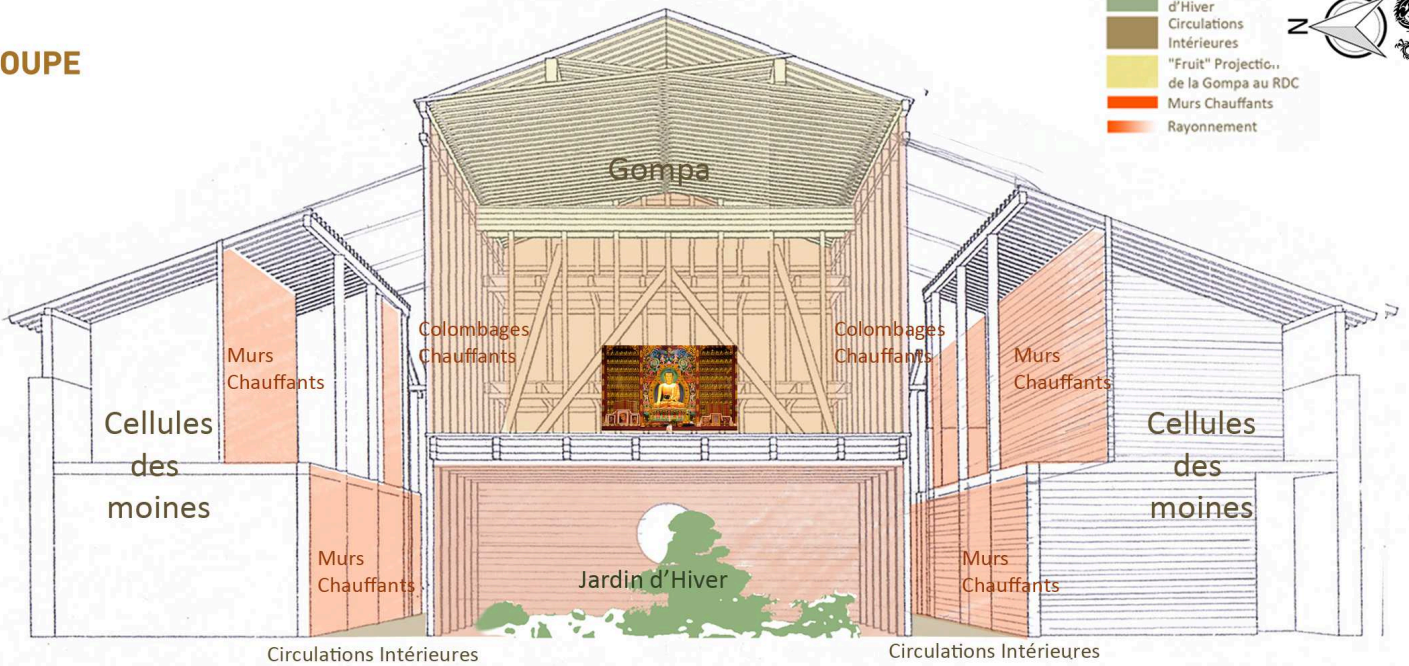 OUPE
d'Hiver
Circulations
Intérieures
"Fruit" Projection
de la Gompa au RDC
Murs Chauffants
Rayonnement
N
Gompa
Colombages
Chauffants
Colombages
Chauffants
Murs
Chauffants
Murs
Chauffants
Cellules
des
moines
Cellules
des
moines
Murs
Chauffants
Jardin d'Hiver
Murs
Chauffants
Circulations Intérieures
Circulations Intérieures